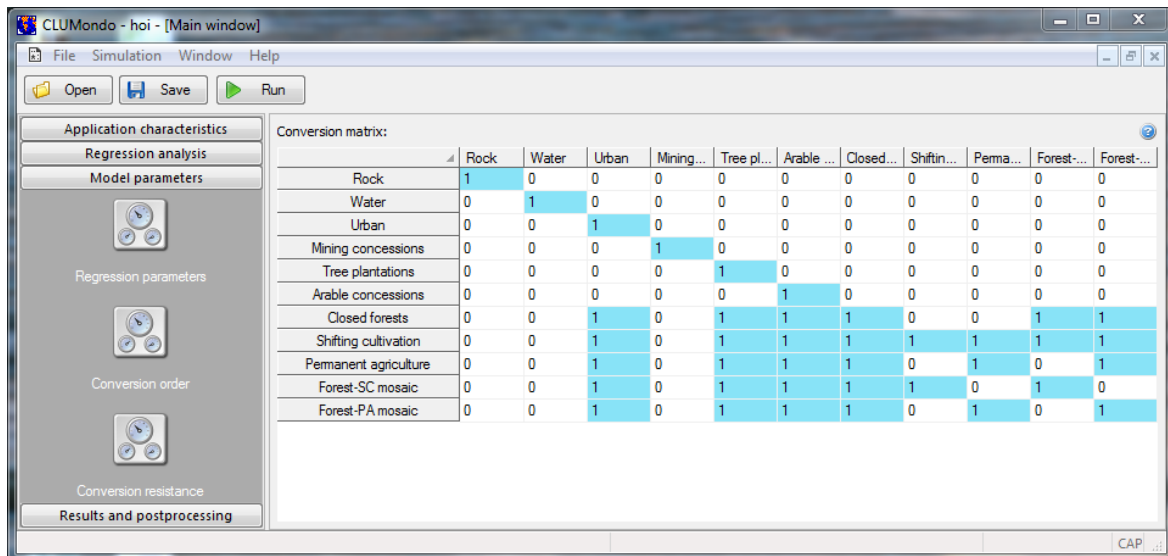 CLUMondo - hoi - [Main window]
File Simulation Window Help
Open Save Run
Application characteristics
Regression analysis
Model parameters
Regression parameters
Conversion order
Conversion resistance
Results and postprocessing
Conversion matrix:
Rock Water Urban Mining... Tree pl... Arable ... Closed... Shiftin... Perma... Forest-... Forest-...
Rock 1 0 0 0 0 0 0 0 0 0 0
Water 0 1 0 0 0 0 0 0 0 0 0
Urban 0 0 1 0 0 0 0 0 0 0 0
Mining concessions 0 0 0 1 0 0 0 0 0 0 0
Tree plantations 0 0 0 0 1 0 0 0 0 0 0
Arable concessions 0 0 0 0 0 1 0 0 0 0 0
Closed forests 0 0 1 0 1 1 1 0 0 1 1
Shifting cultivation 0 0 1 0 1 1 1 1 1 1 1
Permanent agriculture 0 0 1 0 1 1 1 0 1 0 1
Forest-SC mosaic 0 0 1 0 1 1 1 1 0 1 0
Forest-PA mosaic 0 0 1 0 1 1 1 0 1 0 1
CAP